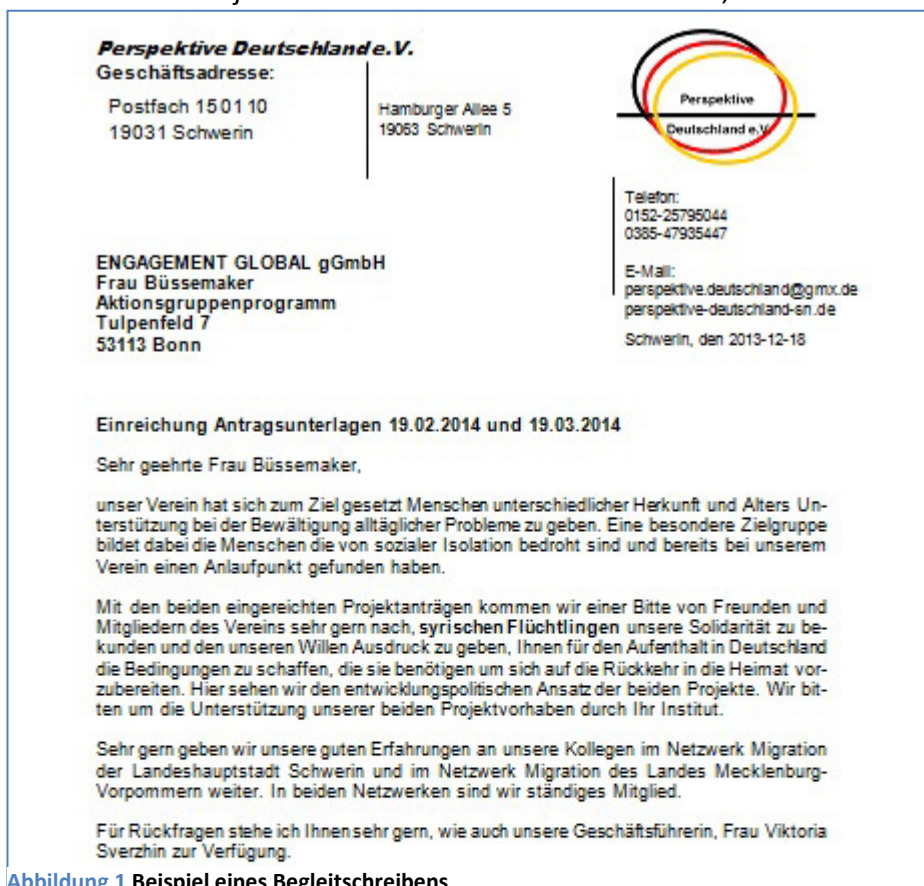 Perspektive Deutschland e.V.
Geschäftsadresse:
Postfach 15 01 10
19031 Schwerin
Hamburger Allee 5
19063 Schwerin
Perspektive
Deutschland e.V.
Telefon:
0152-25795044
0385-47935447
E-Mail:
perspektive.deutschland@gmx.de
perspektive-deutschland-sn.de
Schwerin, den 2013-12-18
ENGAGEMENT GLOBAL gGmbH
Frau Büssemaker
Aktionsgruppenprogramm
Tulpenfeld 7
53113 Bonn
Einreichung Antragsunterlagen 19.02.2014 und 19.03.2014
Sehr geehrte Frau Büssemaker,
unser Verein hat sich zum Ziel gesetzt Menschen unterschiedlicher Herkunft und Alters Un-
terstützung bei der Bewältigung alltäglicher Probleme zu geben. Eine besondere Zielgruppe
bildet dabei die Menschen die von sozialer Isolation bedroht sind und bereits bei unserem
Verein einen Anlaufpunkt gefunden haben.
Mit den beiden eingereichten Projektanträgen kommen wir einer Bitte von Freunden und
Mitgliedern des Vereins sehr gern nach, syrischen Flüchtlingen unsere Solidarität zu be-
kunden und den unseren Willen Ausdruck zu geben, Ihnen für den Aufenthalt in Deutschland
die Bedingungen zu schaffen, die sie benötigen um sich auf die Rückkehr in die Heimat vor-
zubereiten. Hier sehen wir den entwicklungspolitischen Ansatz der beiden Projekte. Wir bit-
ten um die Unterstützung unserer beiden Projektvorhaben durch Ihr Institut.
Sehr gern geben wir unsere guten Erfahrungen an unsere Kollegen im Netzwerk Migration
der Landeshauptstadt Schwerin und im Netzwerk Migration des Landes Mecklenburg-
Vorpommern weiter. In beiden Netzwerken sind wir ständiges Mitglied.
Für Rückfragen stehe ich Ihnen sehr gern, wie auch unsere Geschäftsführerin, Frau Viktoria
Sverzhin zur Verfügung.
Abbildung 1 Beispiel eines Begleitschreibens